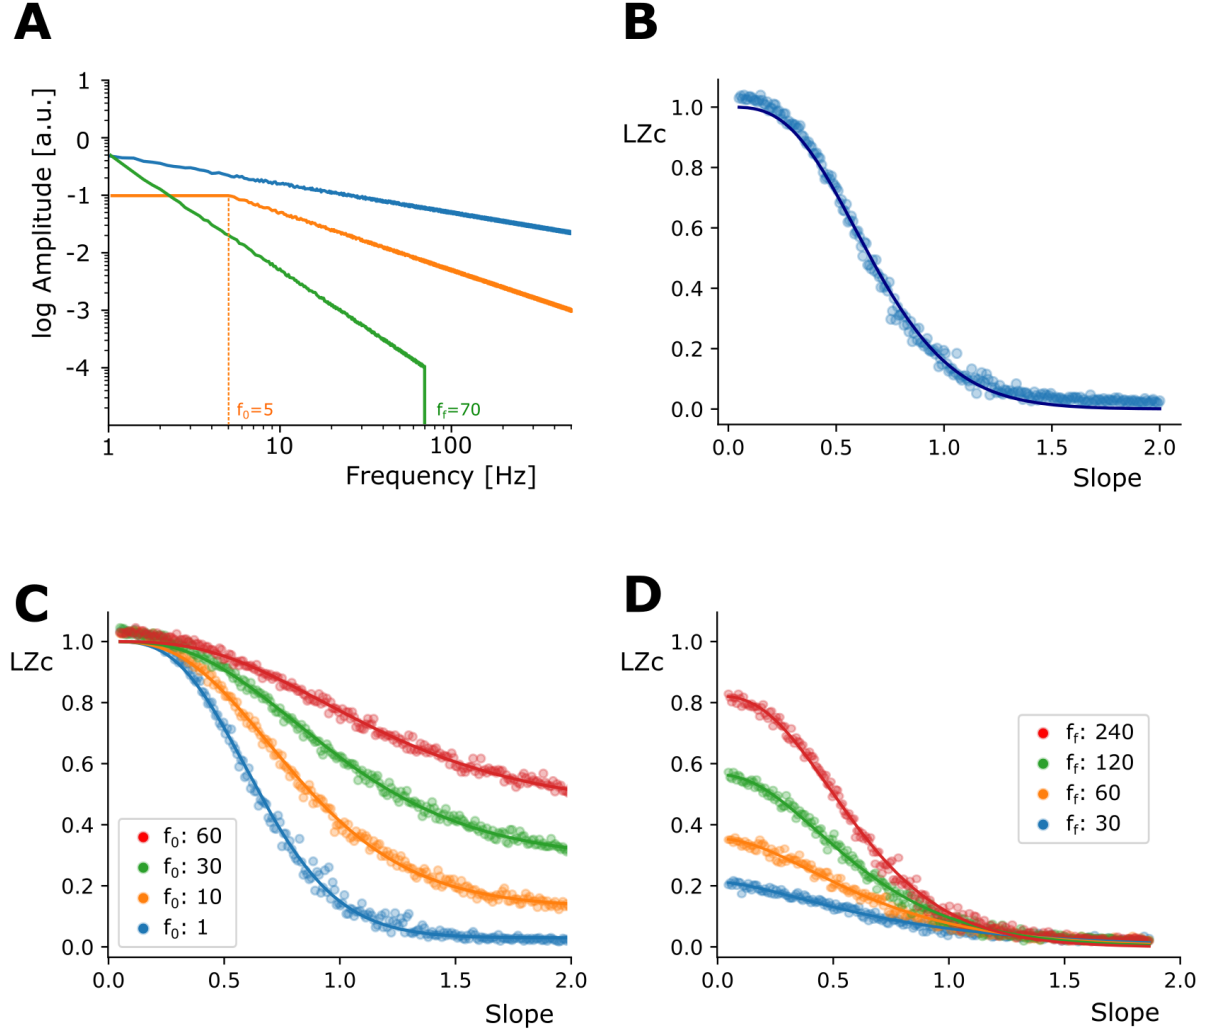 A
log Amplitude [a.u.]
1
0
-1
-2
-3
-4
f0=5
ff=70
1
10
100
Frequency [Hz]
B
LZc
1.0
0.8
0.6
0.4
0.2
0.0
0.0 0.5 1.0 1.5 2.0
Slope
C
LZc
1.0
0.8
0.6
0.4
0.2
0.0
f0: 60
f0: 30
f0: 10
f0: 1
0.0 0.5 1.0 1.5 2.0
Slope
D
LZc
1.0
0.8
0.6
0.4
0.2
0.0
ff: 240
ff: 120
ff: 60
ff: 30
0.0 0.5 1.0 1.5 2.0
Slope